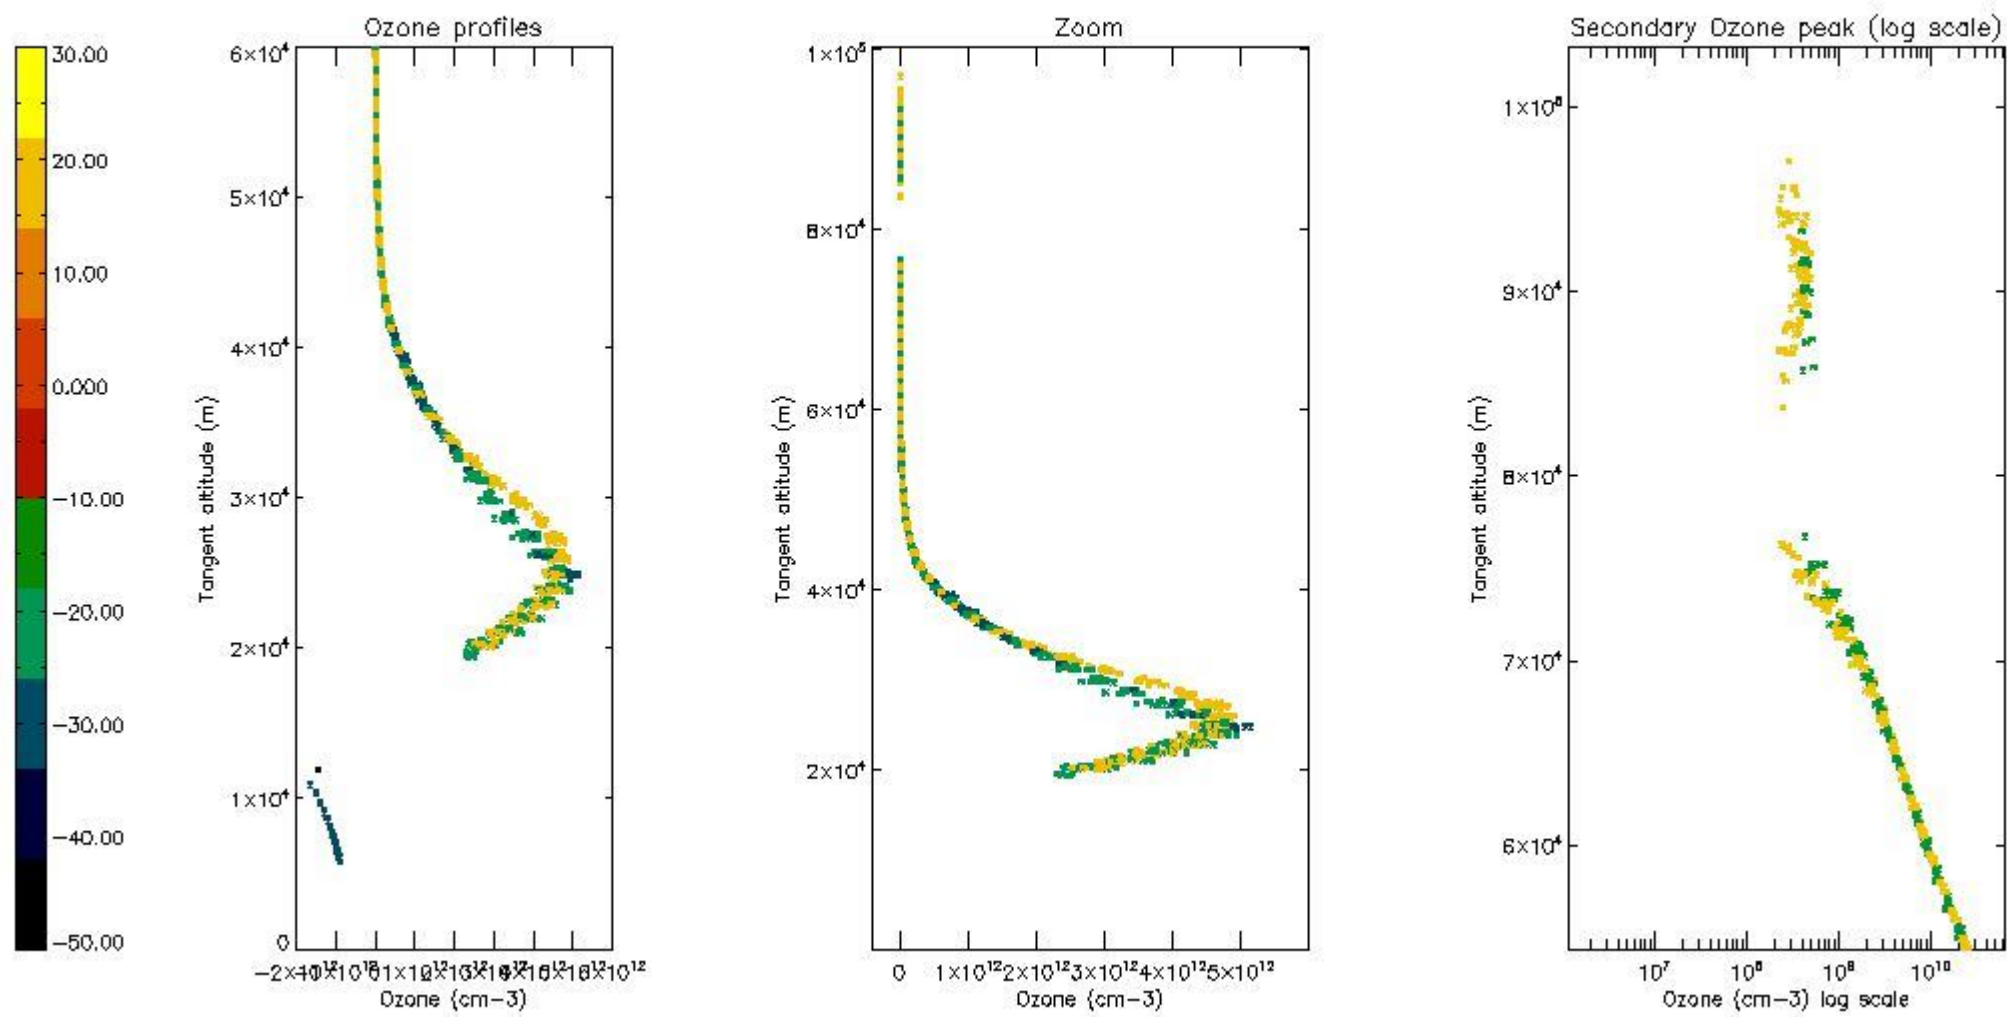 Ozone profiles
Zoom
Secondary Ozone peak (log scale)
30.00
20.00
10.00
0.000
−10.00
−20.00
−30.00
−40.00
−50.00
6×10⁴
5×10⁴
4×10⁴
3×10⁴
2×10⁴
1×10⁴
0
Tangent altitude (m)
Ozone (cm−3)
1×10⁵
8×10⁴
6×10⁴
4×10⁴
2×10⁴
Tangent altitude (m)
0 1×10¹² 2×10¹² 3×10¹² 4×10¹² 5×10¹²
Ozone (cm−3)
9×10⁴
8×10⁴
7×10⁴
6×10⁴
Tangent altitude (m)
10⁷ 10⁸ 10⁹ 10¹⁰
Ozone (cm−3) log scale